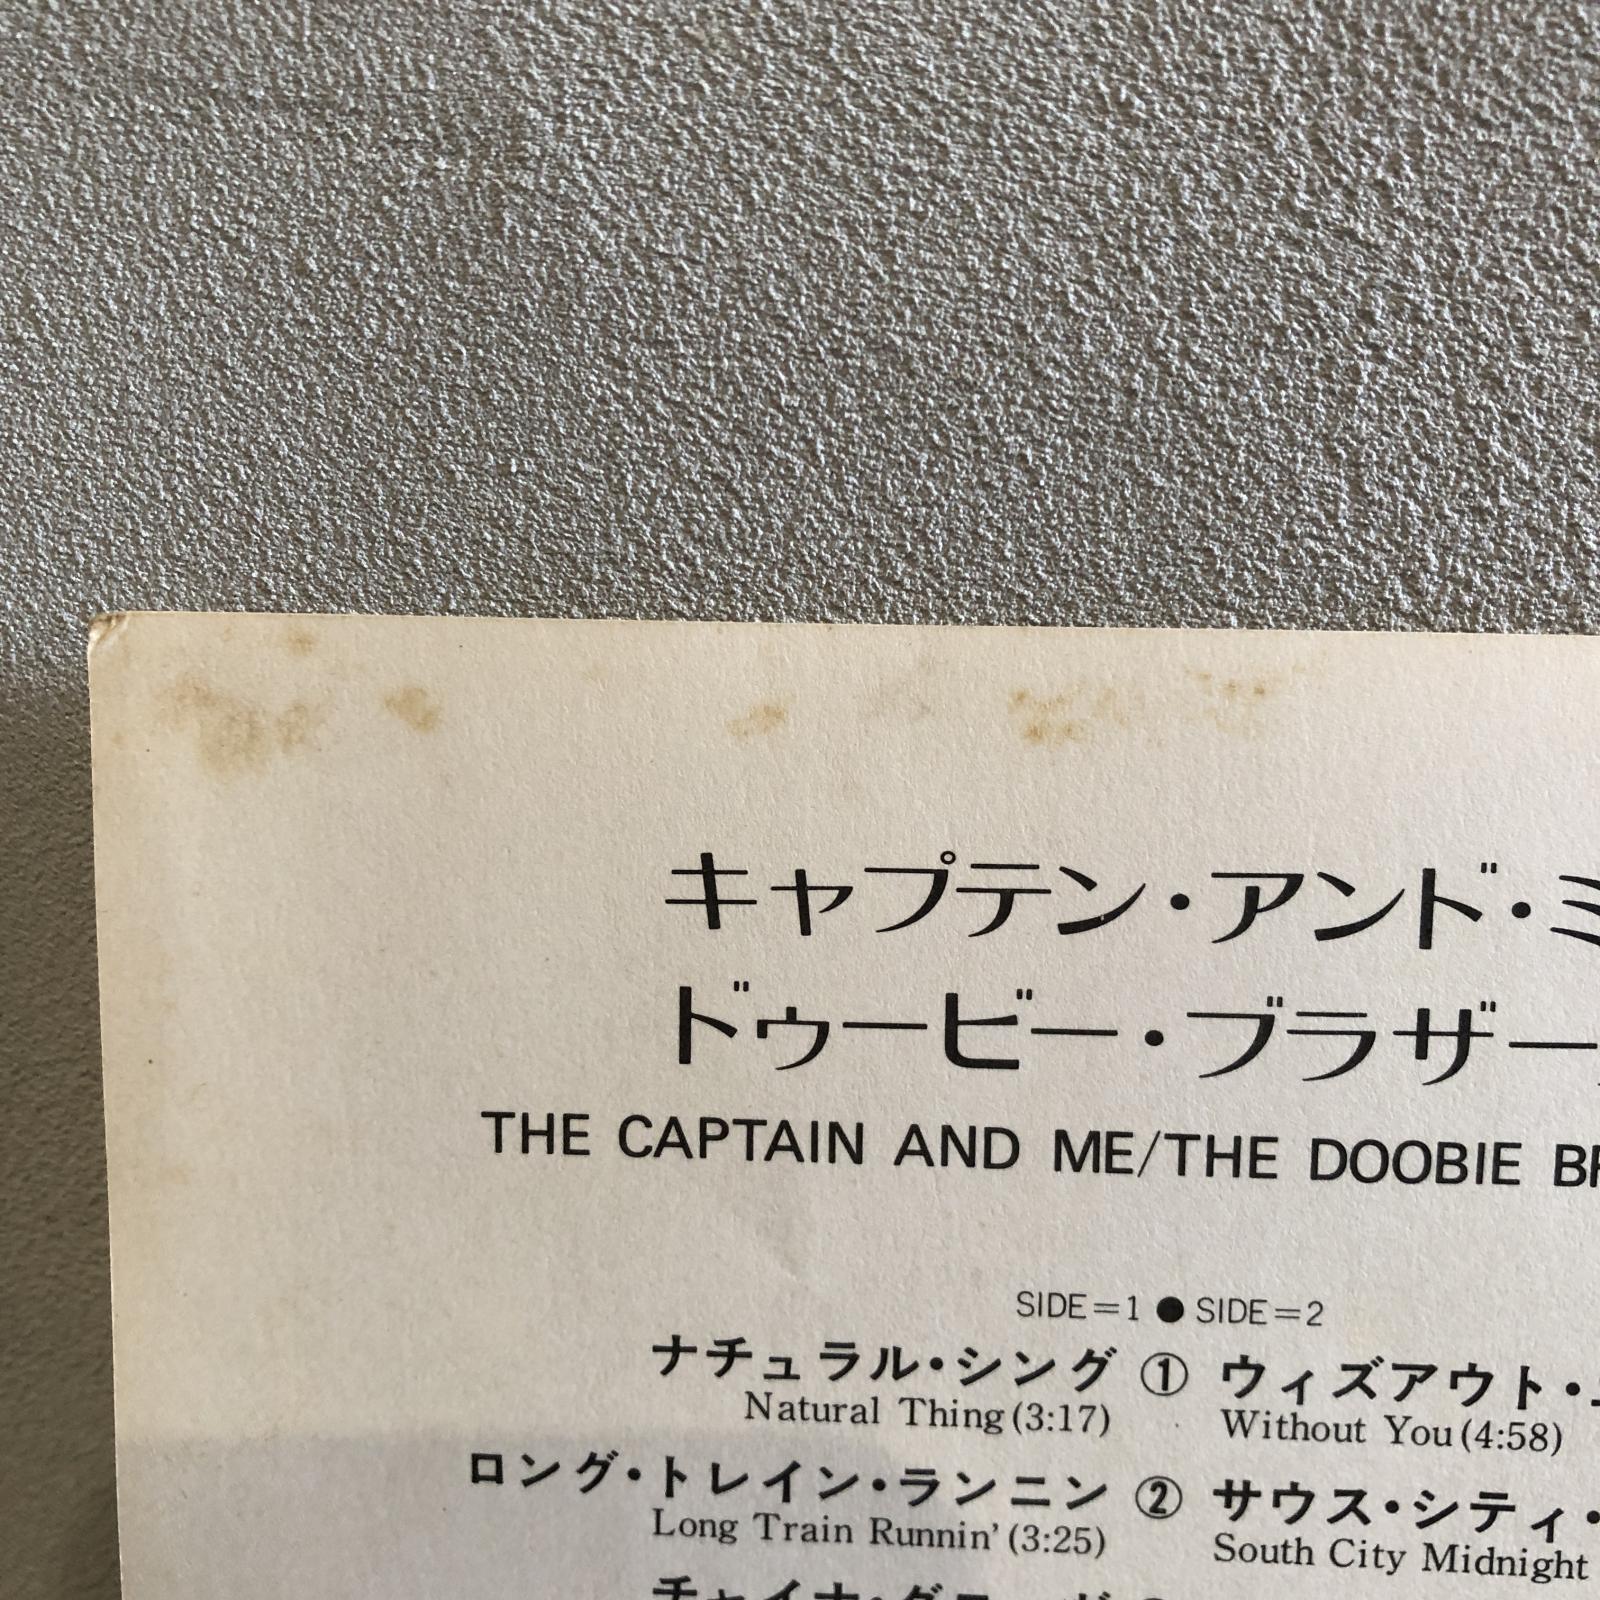 キャプテン・アンド・ミ
ドゥービー・ブラザー
THE CAPTAIN AND ME/THE DOOBIE
SIDE=1 ● SIDE=2
ナチュラル・シング ① ウィズアウト・
Natural Thing (3:17) Without You (4:58)
ロング・トレイン・ランニン ② サウス・シティ・
Long Train Runnin' (3:25) South City Midnight